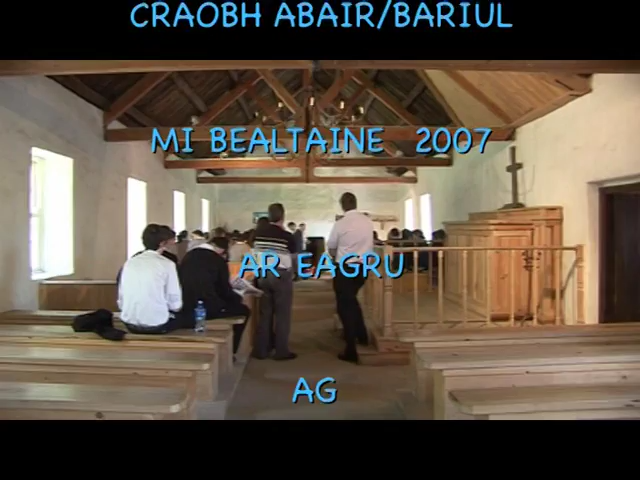 CRAOBH ABAIR/BARIUL
MI BEALTAINE 2007
AR EAGRU
AG